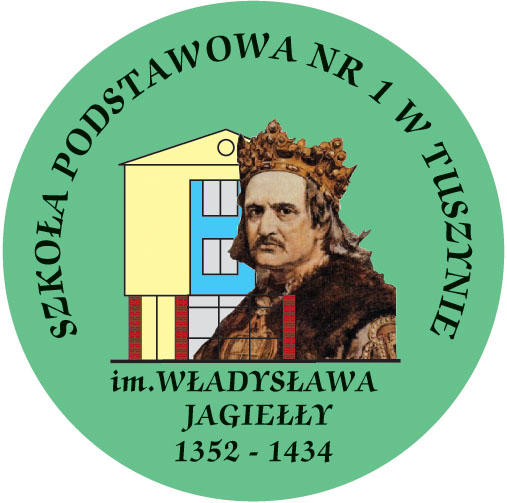 SZKOŁA PODSTAWOWA NR 1 W TUSZYNIE
im.WŁADYSŁAWA
JAGIEŁŁY
1352 - 1434